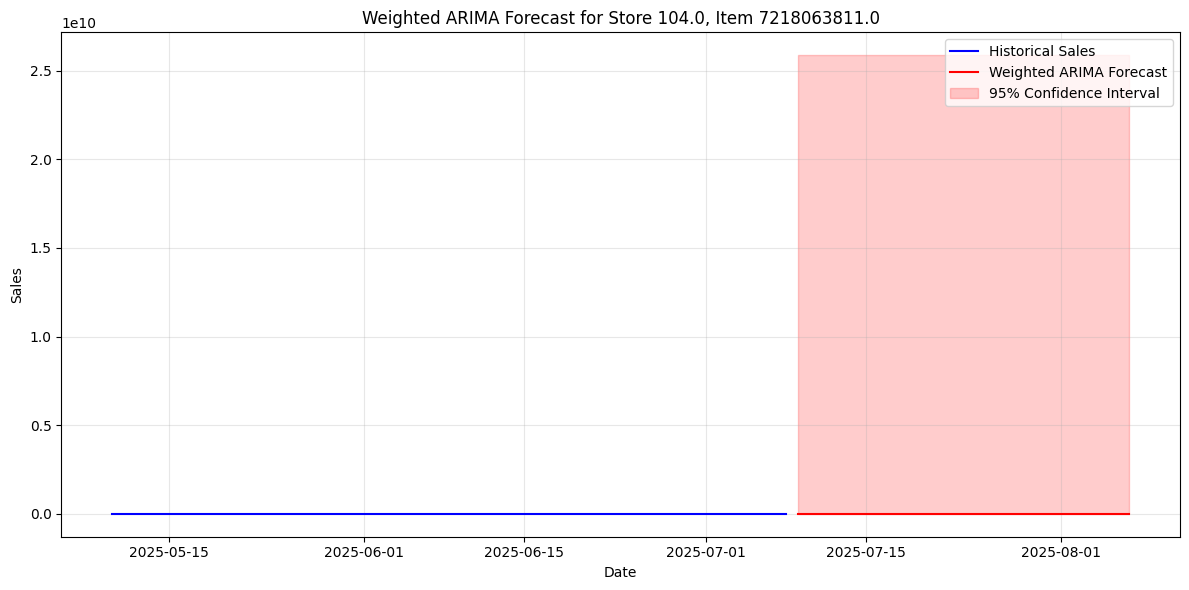 Weighted ARIMA Forecast for Store 104.0, Item 7218063811.0
1e10
Historical Sales
Weighted ARIMA Forecast
95% Confidence Interval
2.5
2.0
1.5
1.0
0.5
0.0
Sales
2025-05-15 2025-06-01 2025-06-15 2025-07-01 2025-07-15 2025-08-01
Date